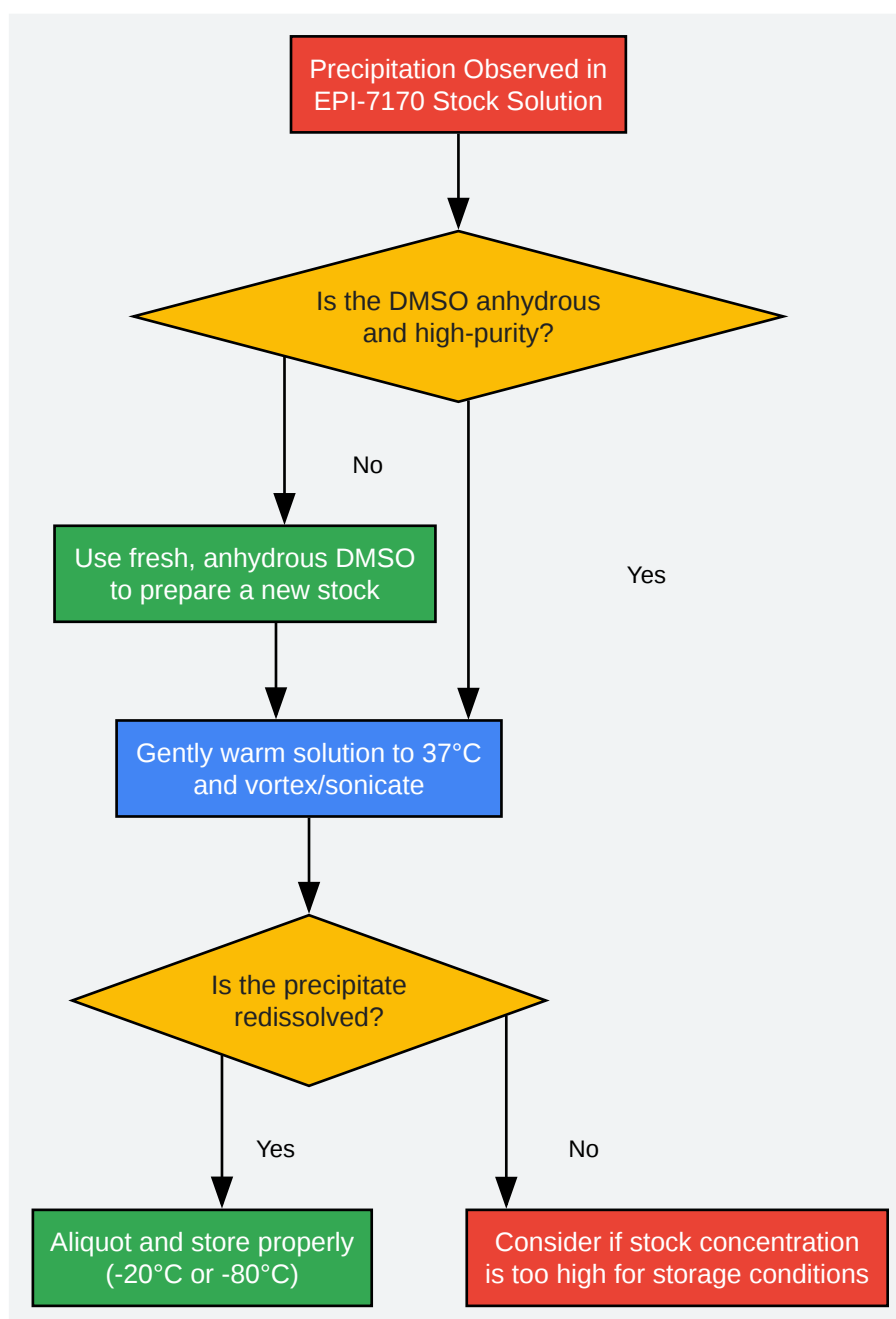 Precipitation Observed in
EPI-7170 Stock Solution
Is the DMSO anhydrous
and high-purity?
No
Use fresh, anhydrous DMSO
to prepare a new stock
Yes
Gently warm solution to 37°C
and vortex/sonicate
Is the precipitate
redissolved?
Yes
No
Aliquot and store properly
(-20°C or -80°C)
Consider if stock concentration
is too high for storage conditions